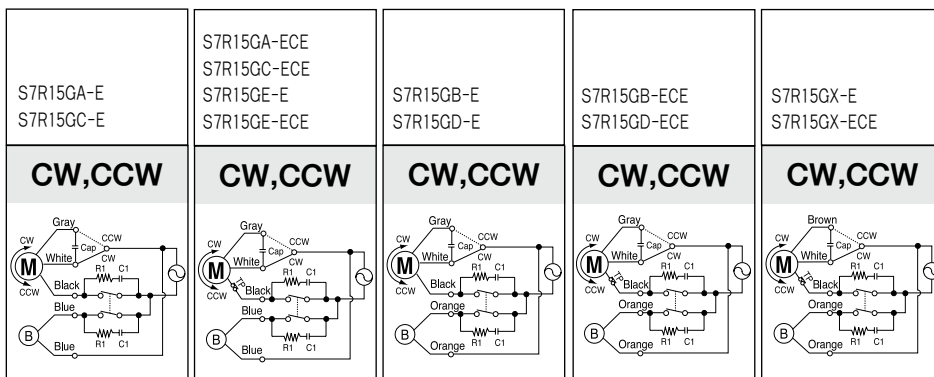 S7R15GA-E
S7R15GC-E
CW,CCW
Gray
CW
CCW
Cap
CW
White
M
R1 C1
CCW
Black
Blue
B
R1 C1
Blue
S7R15GA-ECE
S7R15GC-ECE
S7R15GE-E
S7R15GE-ECE
CW,CCW
Gray
CW
CCW
Cap
CW
White
M
R1 C1
TP
CCW
Black
Blue
B
R1 C1
Blue
S7R15GB-E
S7R15GD-E
CW,CCW
Gray
CW
CCW
Cap
CW
White
M
R1 C1
CCW
Black
Orange
B
R1 C1
Orange
S7R15GB-ECE
S7R15GD-ECE
CW,CCW
Gray
CW
CCW
Cap
CW
White
M
R1 C1
TP
CCW
Black
Orange
B
R1 C1
Orange
S7R15GX-E
S7R15GX-ECE
CW,CCW
Brown
CW
CCW
Cap
CW
White
M
R1 C1
TP
CCW
Black
Orange
B
R1 C1
Orange